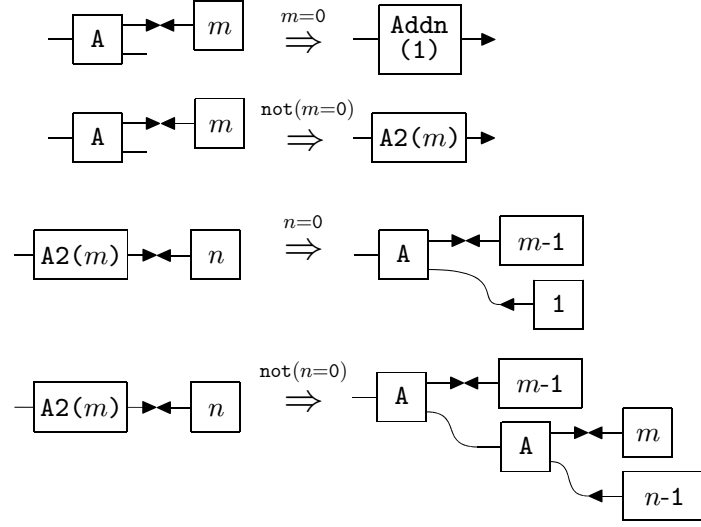 A m m=0 ⇒ Addn (1)
A m not(m=0) ⇒ A2(m)
A2(m) n n=0 ⇒ A m-1
1
A2(m) n not(n=0) ⇒ A m-1
A m
n-1